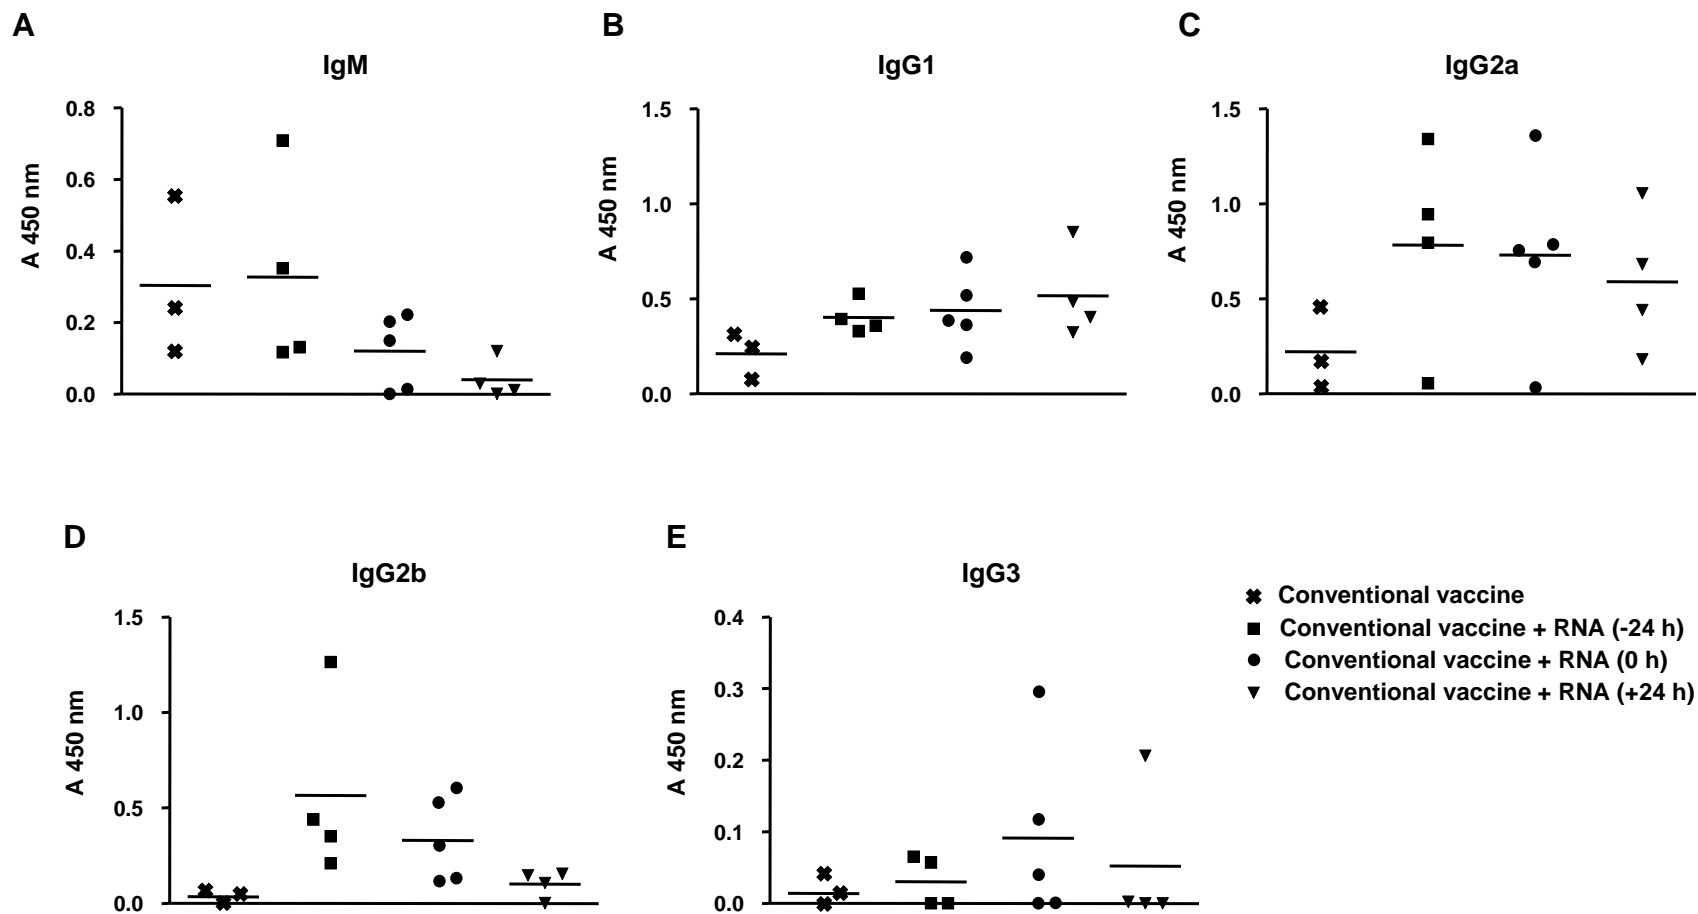 A
IgM
A 450 nm
0.8
0.6
0.4
0.2
0.0
B
IgG1
A 450 nm
1.5
1.0
0.5
0.0
C
IgG2a
A 450 nm
1.5
1.0
0.5
0.0
D
IgG2b
A 450 nm
1.5
1.0
0.5
0.0
E
IgG3
A 450 nm
0.4
0.3
0.2
0.1
0.0
Conventional vaccine
Conventional vaccine + RNA (-24 h)
Conventional vaccine + RNA (0 h)
Conventional vaccine + RNA (+24 h)